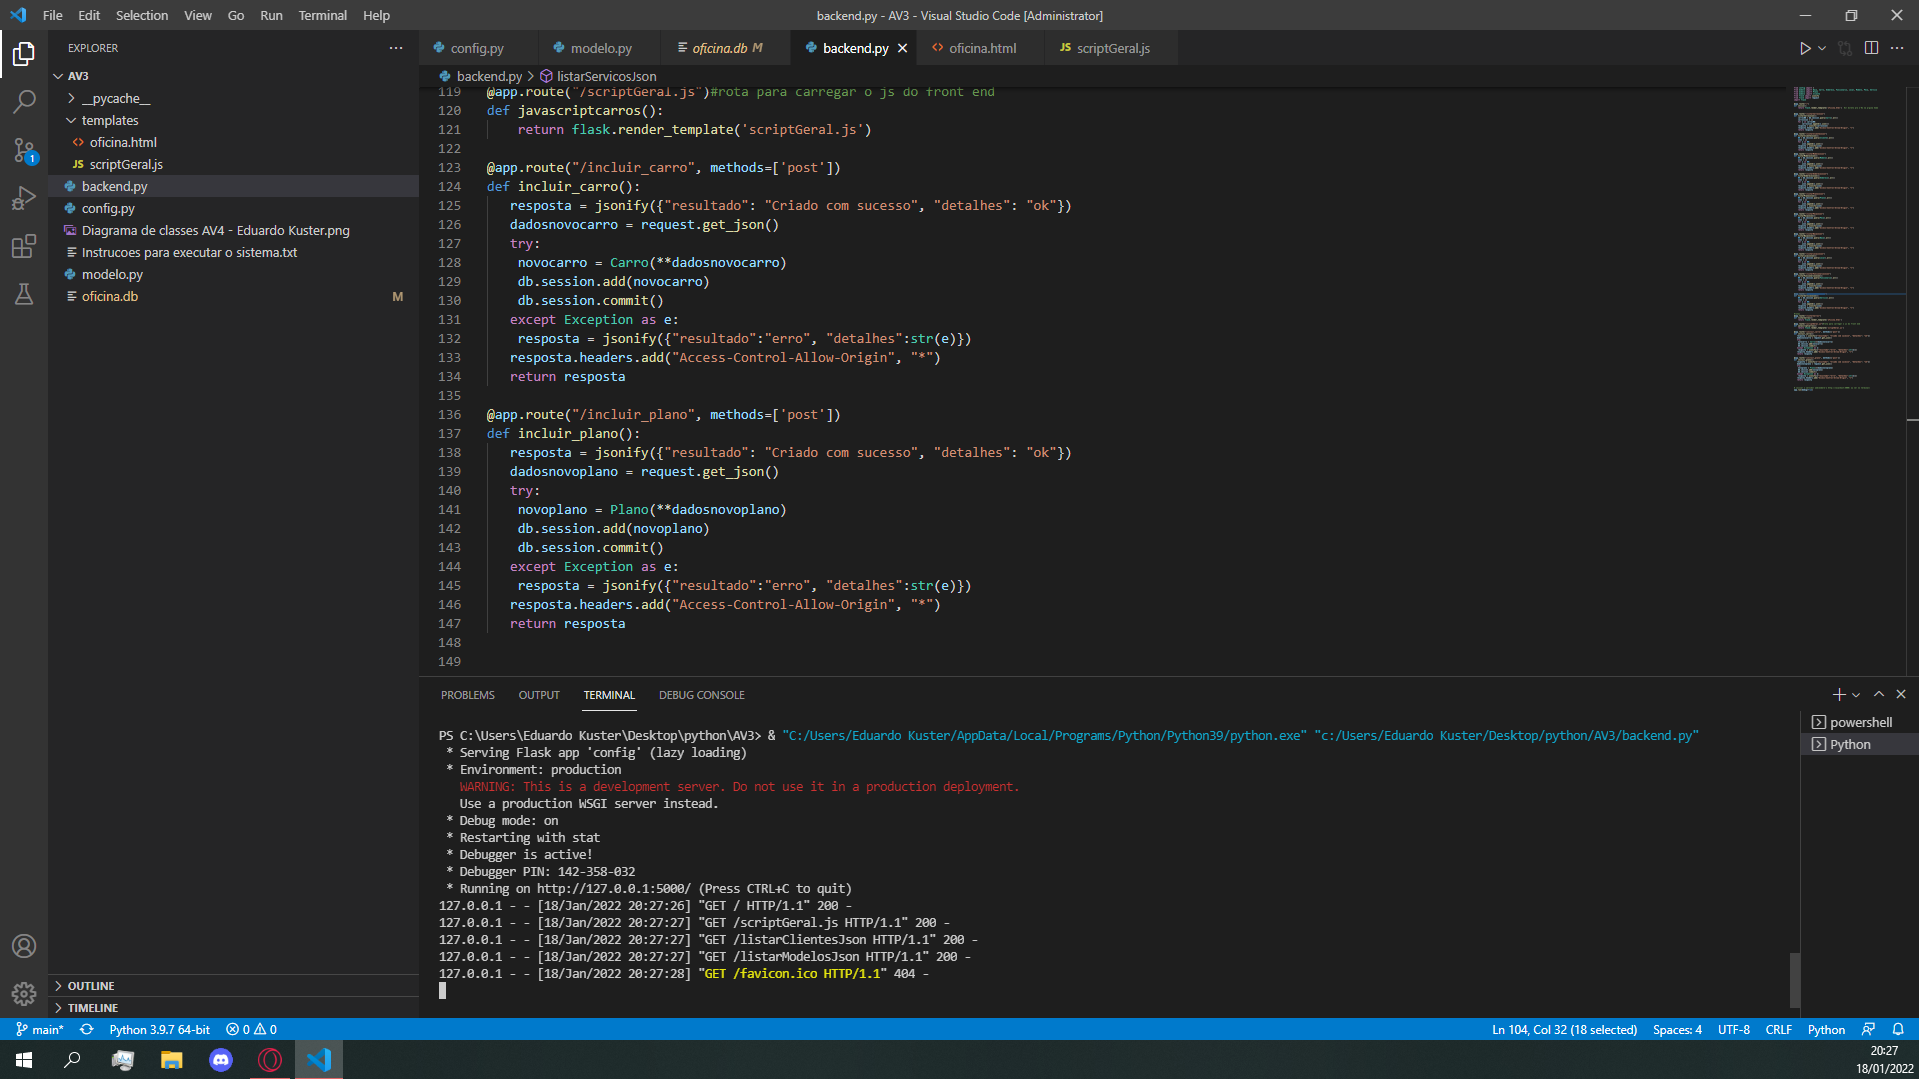 File Edit Selection View Go Run Terminal Help
backend.py - AV3 - Visual Studio Code [Administrator]
EXPLORER
AV3
__pycache__
templates
oficina.html
JS scriptGeral.js
backend.py
config.py
Diagrama de classes AV4 - Eduardo Kuster.png
Instrucoes para executar o sistema.txt
modelo.py
oficina.db M
OUTLINE
TIMELINE
1
config.py modelo.py oficina.db M backend.py oficina.html JS scriptGeral.js
backend.py > listarServicosJson
119 @app.route("/scriptGeral.js")#rota para carregar o js do front end
120 def javascriptcarros():
121 return flask.render_template('scriptGeral.js')
122
123 @app.route("/incluir_carro", methods=['post'])
124 def incluir_carro():
125 resposta = jsonify({"resultado": "Criado com sucesso", "detalhes": "ok"})
126 dadosnovocarro = request.get_json()
127 try:
128 novocarro = Carro(**dadosnovocarro)
129 db.session.add(novocarro)
130 db.session.commit()
131 except Exception as e:
132 resposta = jsonify({"resultado":"erro", "detalhes":str(e)})
133 resposta.headers.add("Access-Control-Allow-Origin", "*")
134 return resposta
135
136 @app.route("/incluir_plano", methods=['post'])
137 def incluir_plano():
138 resposta = jsonify({"resultado": "Criado com sucesso", "detalhes": "ok"})
139 dadosnovoplano = request.get_json()
140 try:
141 novoplano = Plano(**dadosnovoplano)
142 db.session.add(novoplano)
143 db.session.commit()
144 except Exception as e:
145 resposta = jsonify({"resultado":"erro", "detalhes":str(e)})
146 resposta.headers.add("Access-Control-Allow-Origin", "*")
147 return resposta
148
149
PROBLEMS OUTPUT TERMINAL DEBUG CONSOLE
powershell
Python
PS C:\Users\Eduardo Kuster\Desktop\python\AV3> & "C:/Users/Eduardo Kuster/AppData/Local/Programs/Python/Python39/python.exe" "c:/Users/Eduardo Kuster/Desktop/python/AV3/backend.py"
* Serving Flask app 'config' (lazy loading)
* Environment: production
WARNING: This is a development server. Do not use it in a production deployment.
Use a production WSGI server instead.
* Debug mode: on
* Restarting with stat
* Debugger is active!
* Debugger PIN: 142-358-032
* Running on http://127.0.0.1:5000/ (Press CTRL+C to quit)
127.0.0.1 - - [18/Jan/2022 20:27:26] "GET / HTTP/1.1" 200 -
127.0.0.1 - - [18/Jan/2022 20:27:27] "GET /scriptGeral.js HTTP/1.1" 200 -
127.0.0.1 - - [18/Jan/2022 20:27:27] "GET /listarClientesJson HTTP/1.1" 200 -
127.0.0.1 - - [18/Jan/2022 20:27:27] "GET /listarModelosJson HTTP/1.1" 200 -
127.0.0.1 - - [18/Jan/2022 20:27:28] "GET /favicon.ico HTTP/1.1" 404 -
main* Python 3.9.7 64-bit 0 0 Ln 104, Col 32 (18 selected) Spaces: 4 UTF-8 CRLF Python
20:27
18/01/2022